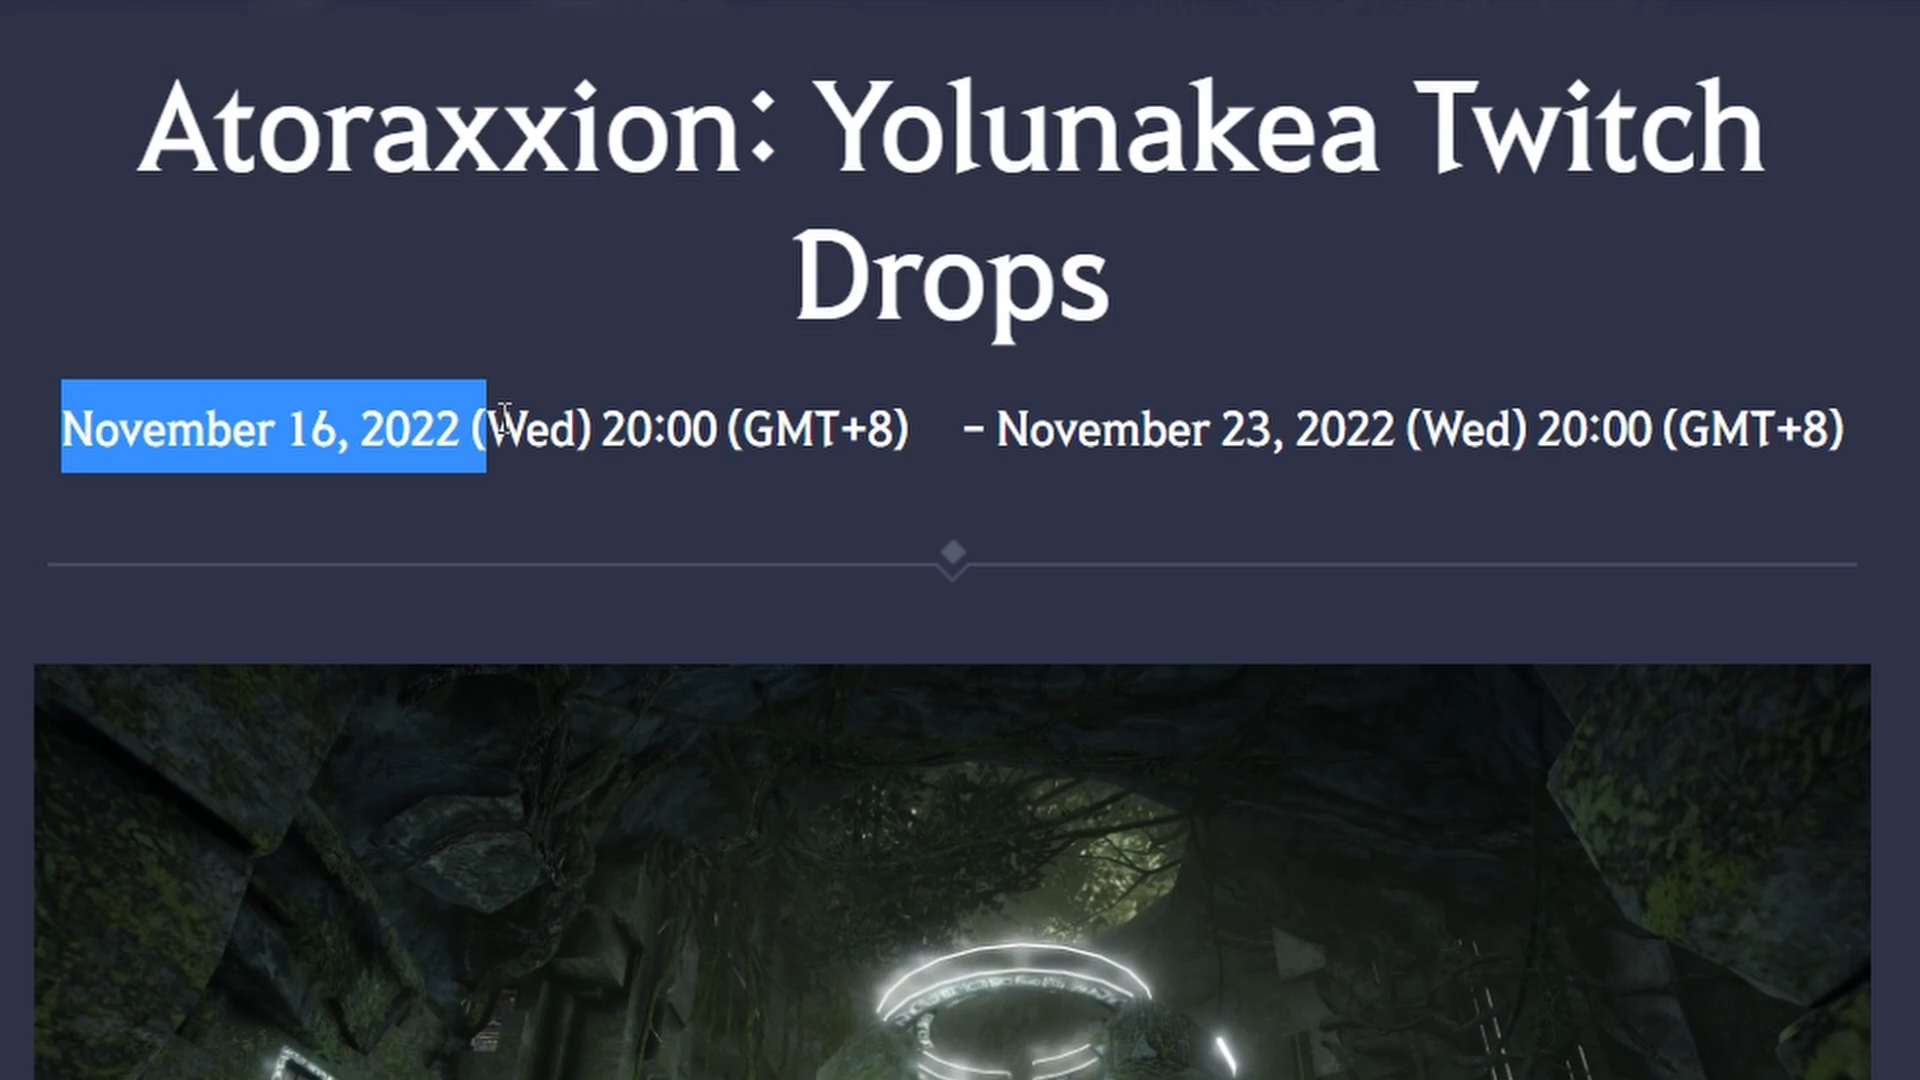 Atoraxxion: Yolunakea Twitch
Drops
November 16, 2022 (Wed) 20:00 (GMT+8) – November 23, 2022 (Wed) 20:00 (GMT+8)